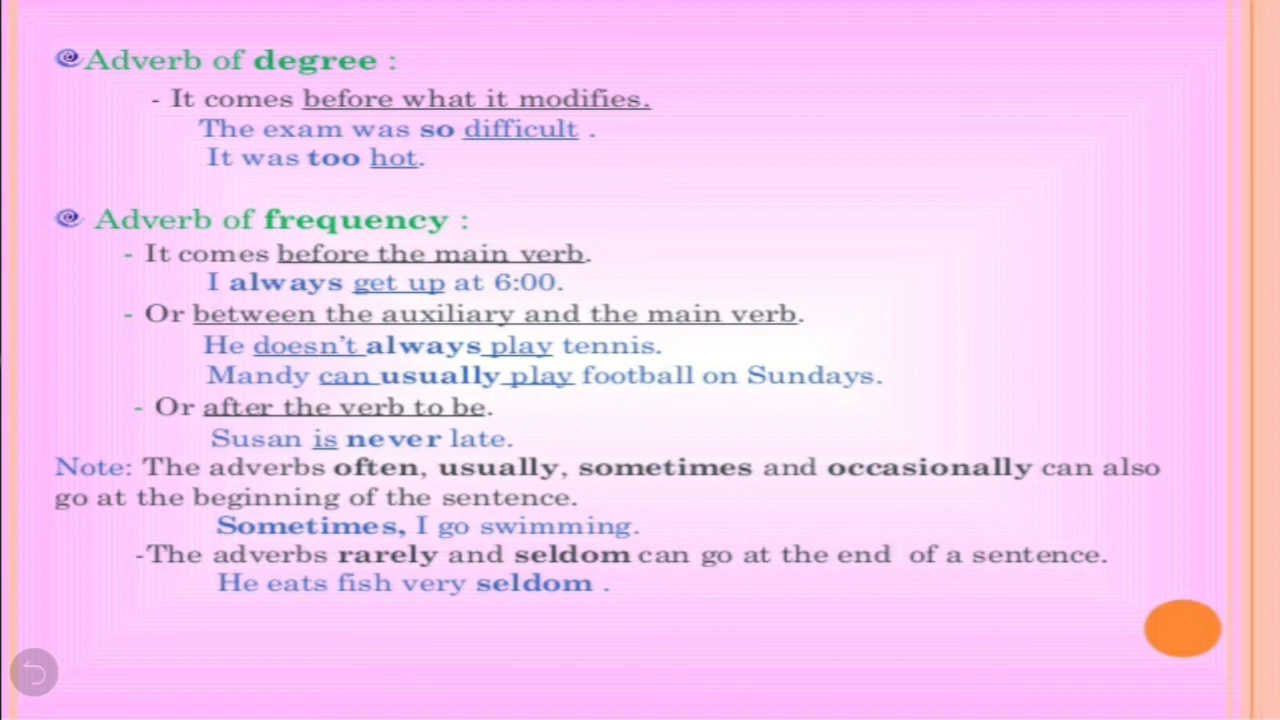 Adverb of degree :
- It comes before what it modifies.
The exam was so difficult .
It was too hot.
Adverb of frequency :
- It comes before the main verb.
I always get up at 6:00.
- Or between the auxiliary and the main verb.
He doesn't always play tennis.
Mandy can usually play football on Sundays.
- Or after the verb to be.
Susan is never late.
Note: The adverbs often, usually, sometimes and occasionally can also
go at the beginning of the sentence.
Sometimes, I go swimming.
-The adverbs rarely and seldom can go at the end of a sentence.
He eats fish very seldom .